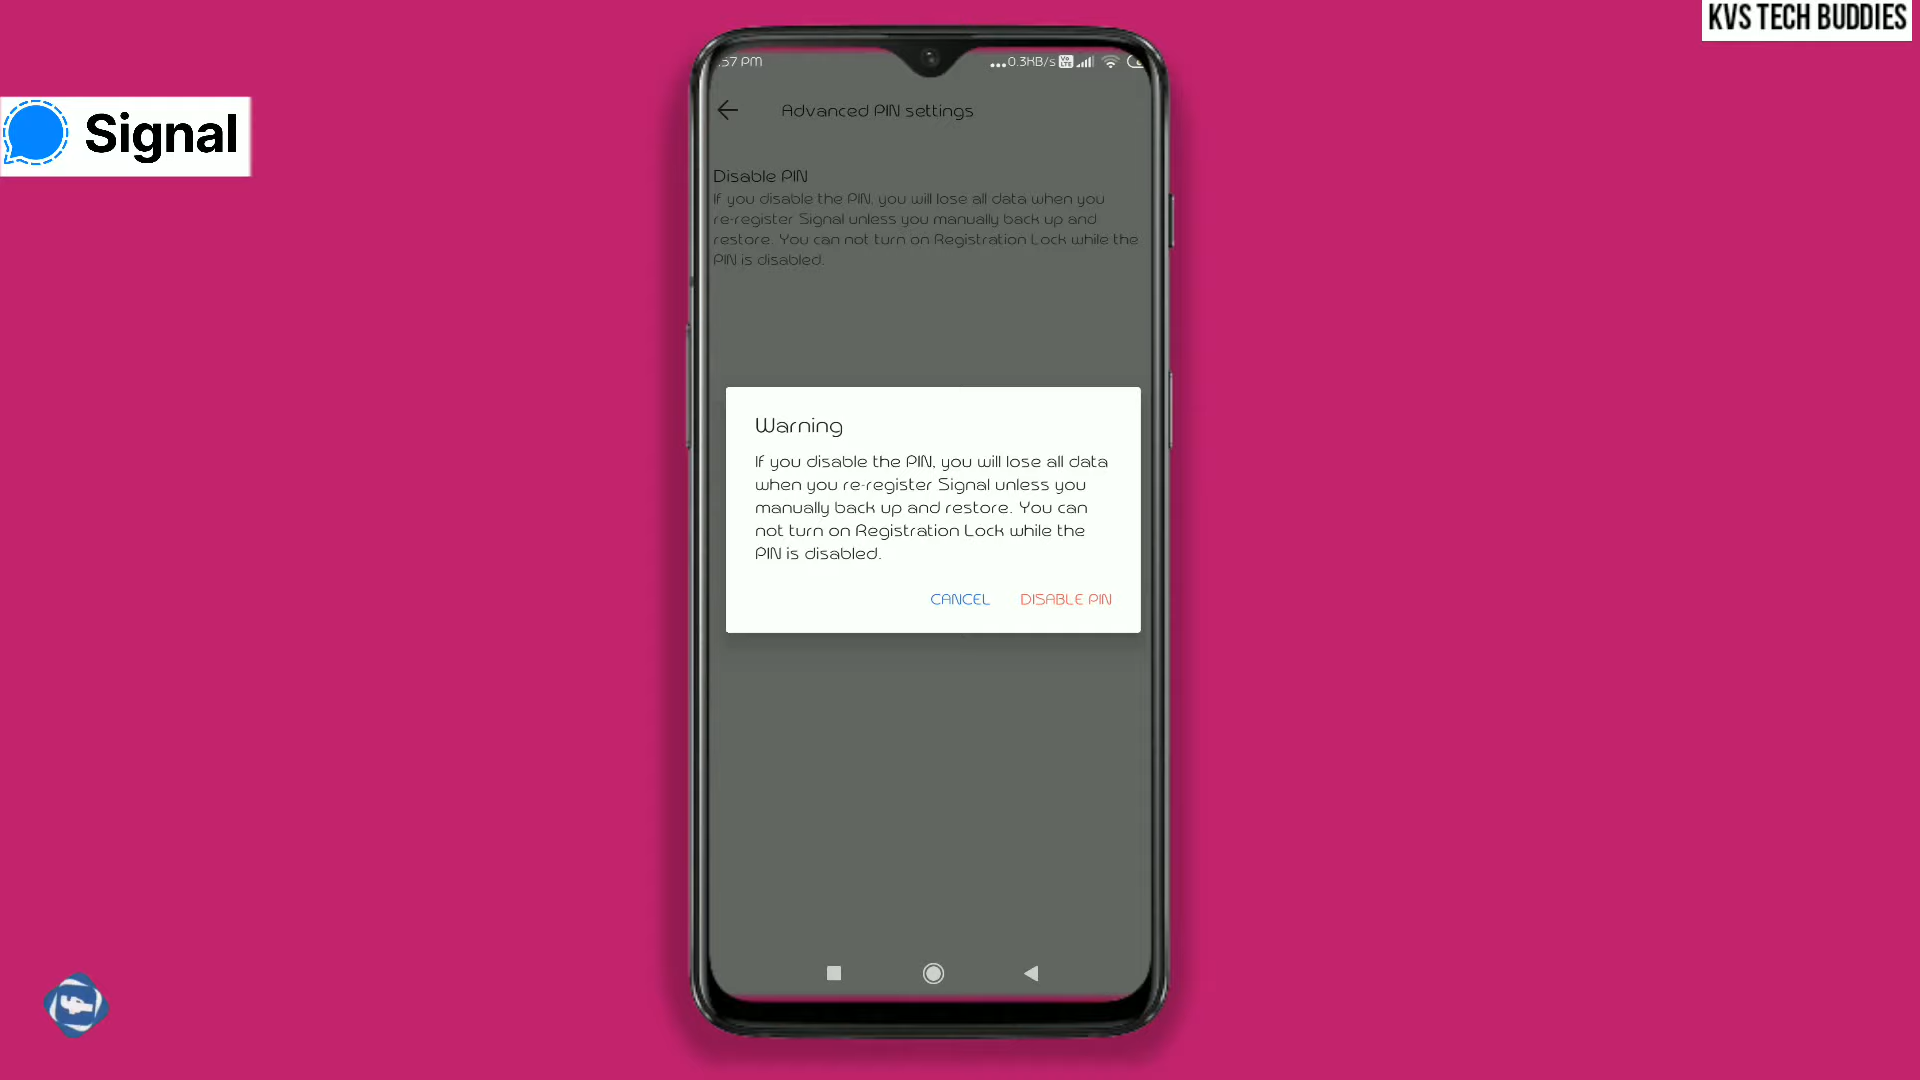 KVS TECH BUDDIES
Signal
:57 PM
...0.3KB/s Vo LTE
Advanced PIN settings
Disable PIN
If you disable the PIN, you will lose all data when you
re-register Signal unless you manually back up and
restore. You can not turn on Registration Lock while the
PIN is disabled.
Warning
If you disable the PIN, you will lose all data
when you re-register Signal unless you
manually back up and restore. You can
not turn on Registration Lock while the
PIN is disabled.
CANCEL DISABLE PIN